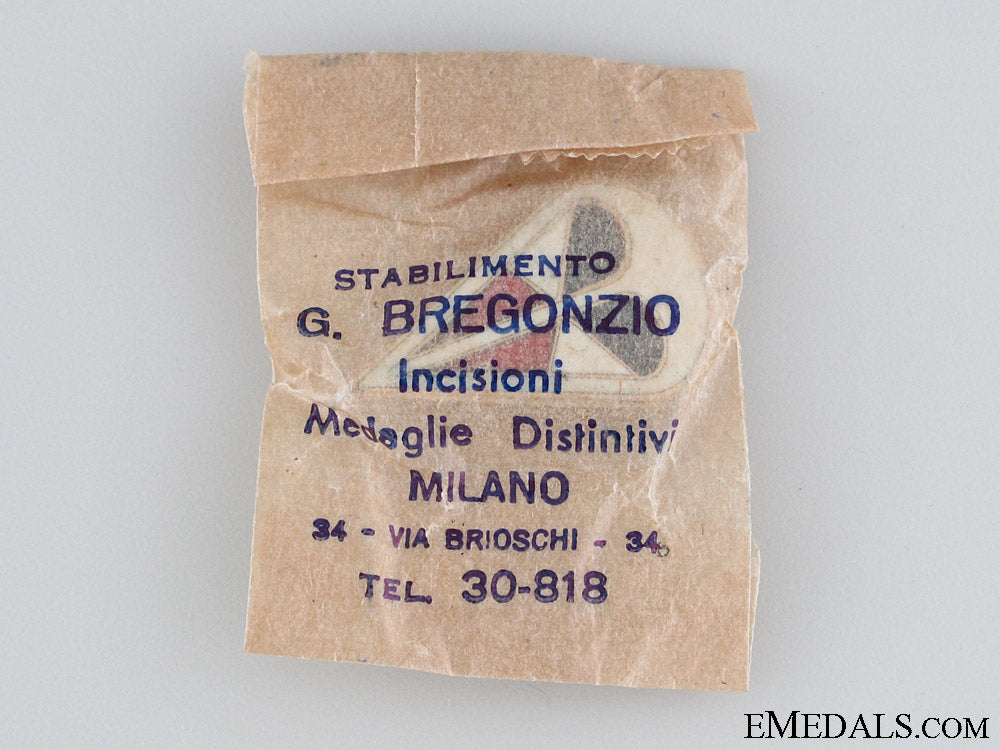 STABILIMENTO
G. BREGONZIO
Incisioni
Medaglie Distintivi
MILANO
34 - VIA BRIOSCHI - 34
TEL. 30-818
EMEDALS.COM